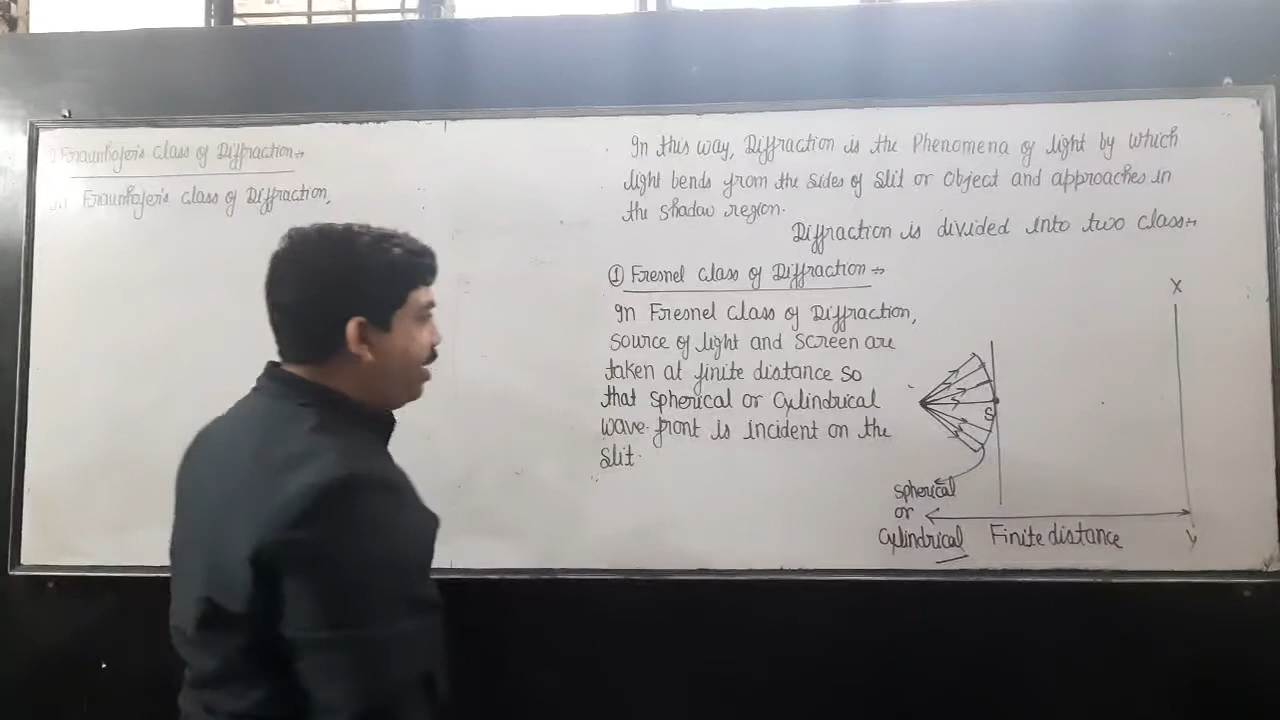 Fraunhofer's Class of Diffraction→
In Fraunhofer's Class of Diffraction,
In this way, Diffraction is the Phenomena of light by which
light bends from the sides of slit or object and approaches in
the shadow region.
Diffraction is divided into two class:→
① Fresnel Class of Diffraction→
In Fresnel Class of Diffraction,
source of light and screen are
taken at finite distance so
that spherical or cylindrical
wave-front is incident on the
slit.
X
S
spherical
or
cylindrical
Finite distance
Y